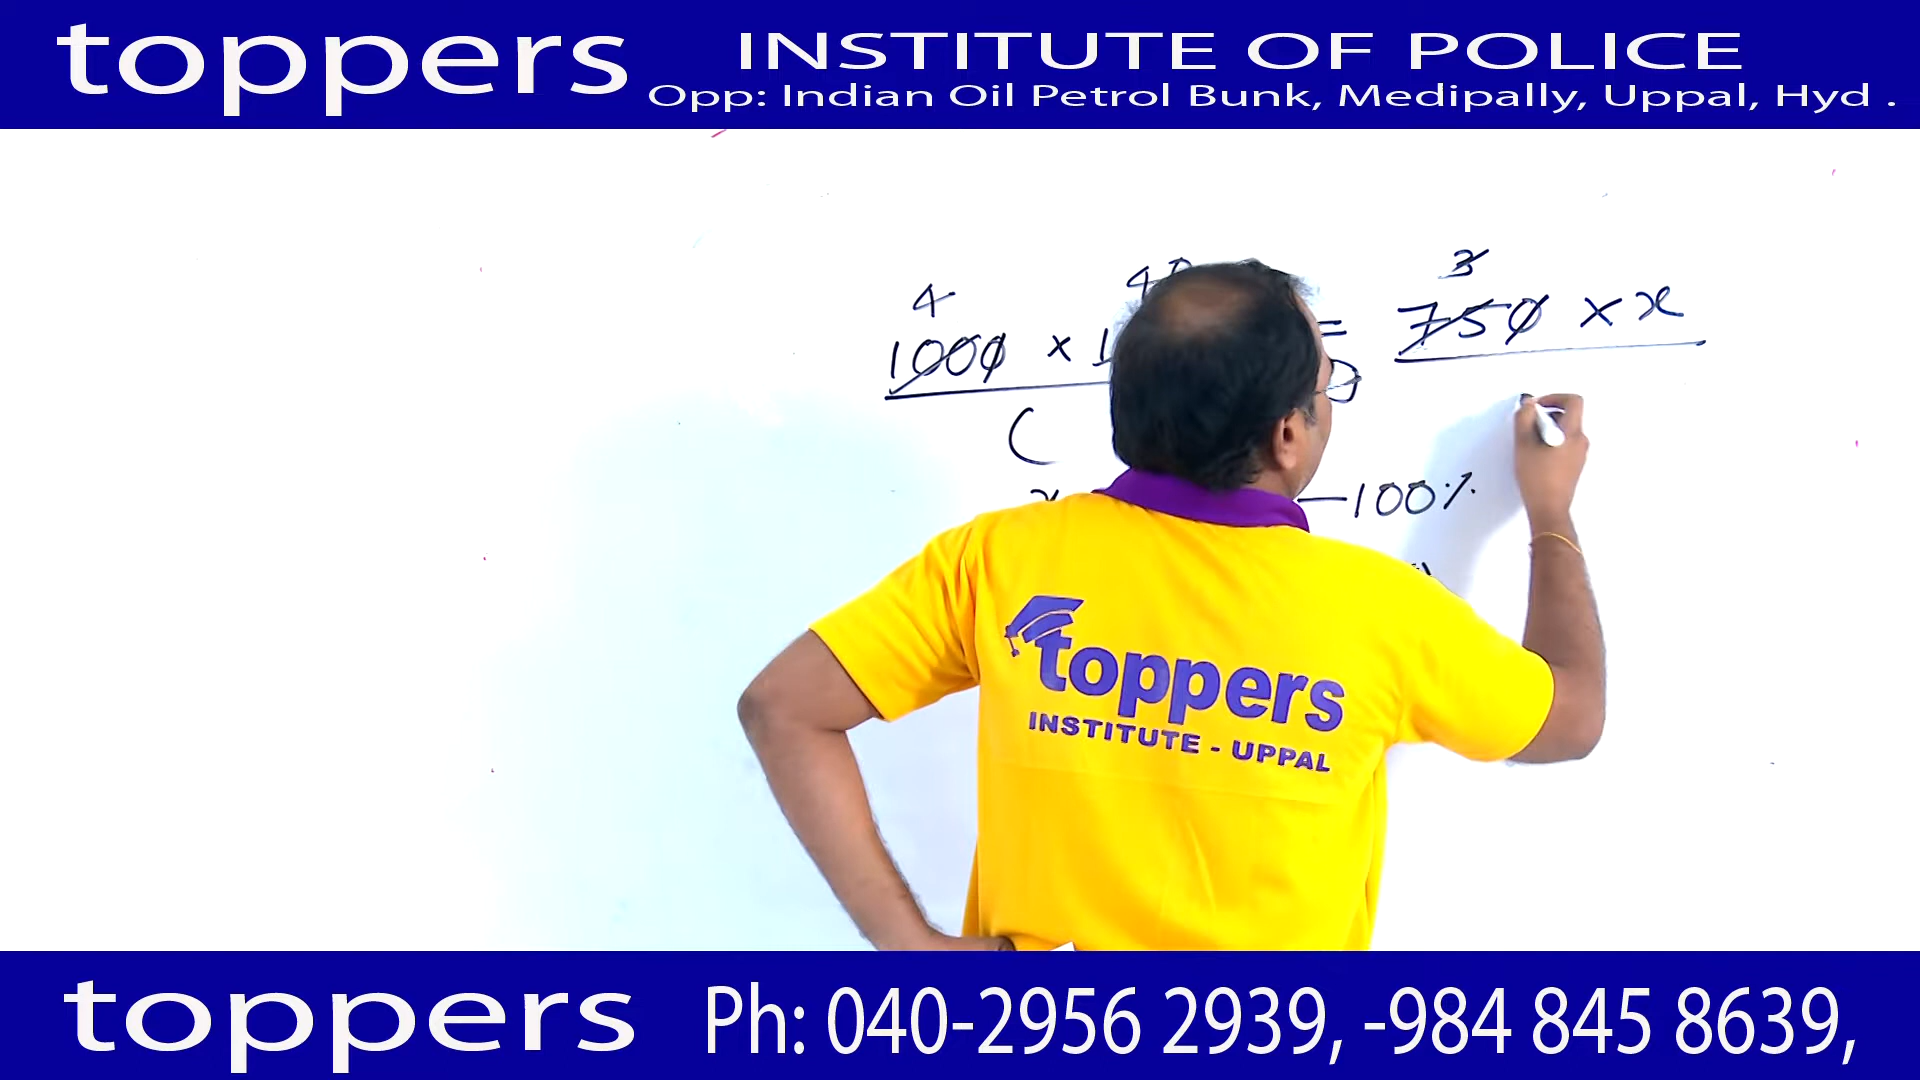 toppers
INSTITUTE OF POLICE
Opp: Indian Oil Petrol Bunk, Medipally, Uppal, Hyd .
4 3
1000 × = 750 × x
— 100%
toppers
INSTITUTE - UPPAL
toppers Ph: 040-2956 2939, -984 845 8639,